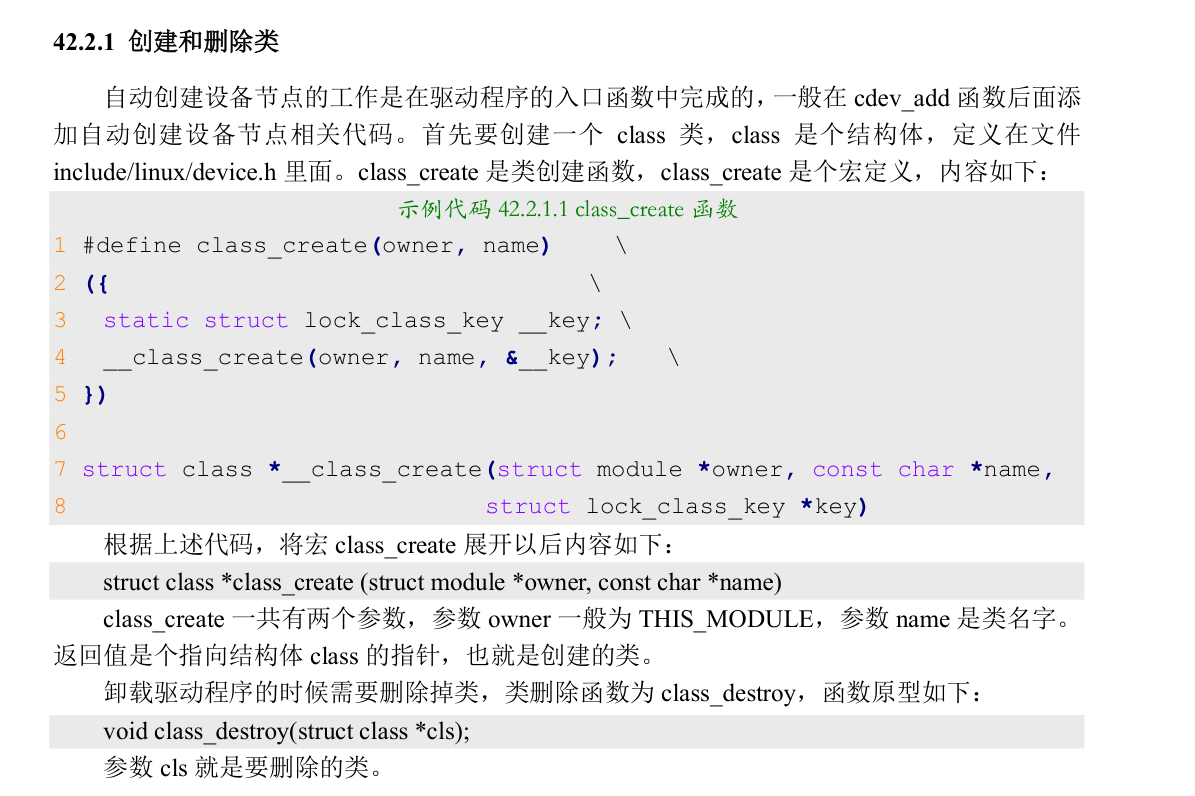 42.2.1 创建和删除类
自动创建设备节点的工作是在驱动程序的入口函数中完成的，一般在 cdev_add 函数后面添
加自动创建设备节点相关代码。首先要创建一个 class 类，class 是个结构体，定义在文件
include/linux/device.h 里面。class_create 是类创建函数，class_create 是个宏定义，内容如下：
示例代码 42.2.1.1 class_create 函数
1 #define class_create(owner, name) \
2 ({ \
3 static struct lock_class_key __key; \
4 __class_create(owner, name, &__key); \
5 })
6
7 struct class *__class_create(struct module *owner, const char *name,
8 struct lock_class_key *key)
根据上述代码，将宏 class_create 展开以后内容如下：
struct class *class_create (struct module *owner, const char *name)
class_create 一共有两个参数，参数 owner 一般为 THIS_MODULE，参数 name 是类名字。
返回值是个指向结构体 class 的指针，也就是创建的类。
卸载驱动程序的时候需要删除掉类，类删除函数为 class_destroy，函数原型如下：
void class_destroy(struct class *cls);
参数 cls 就是要删除的类。